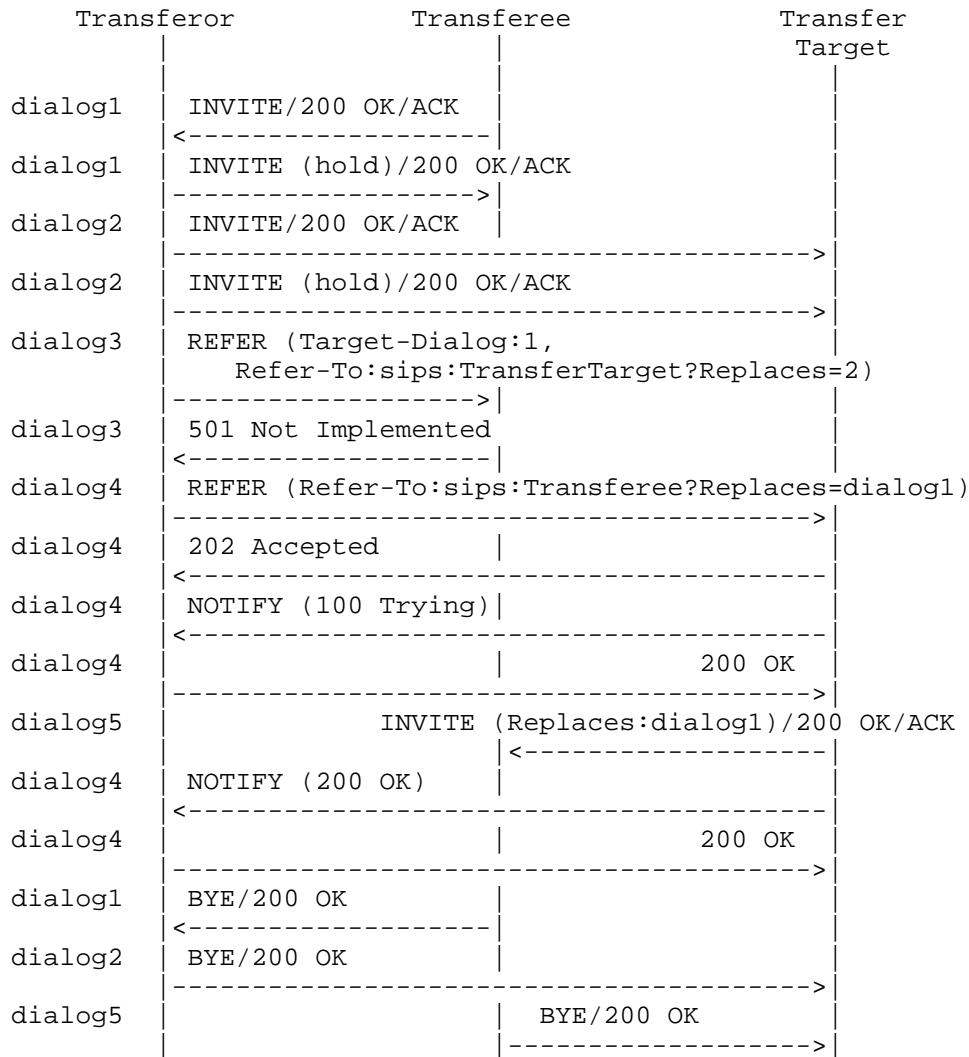 Transferor Transferee Transfer
Target
dialog1 INVITE/200 OK/ACK
dialog1 INVITE (hold)/200 OK/ACK
dialog2 INVITE/200 OK/ACK
dialog2 INVITE (hold)/200 OK/ACK
dialog3 REFER (Target-Dialog:1,
Refer-To:sips:TransferTarget?Replaces=2)
dialog3 501 Not Implemented
dialog4 REFER (Refer-To:sips:Transferee?Replaces=dialog1)
dialog4 202 Accepted
dialog4 NOTIFY (100 Trying)
dialog4 200 OK
dialog5 INVITE (Replaces:dialog1)/200 OK/ACK
dialog4 NOTIFY (200 OK)
dialog4 200 OK
dialog1 BYE/200 OK
dialog2 BYE/200 OK
dialog5 BYE/200 OK